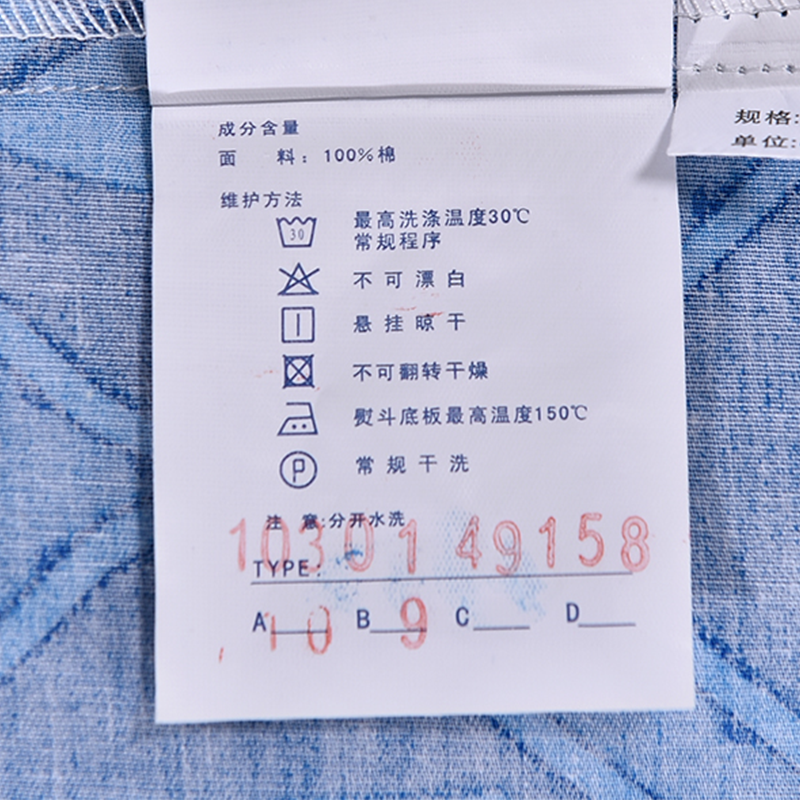 规格:
单位:
成分含量
面 料：100%棉
维护方法
30 最高洗涤温度30℃
常规程序
不可漂白
悬挂晾干
不可翻转干燥
熨斗底板最高温度150℃
P 常规干洗
注 意:分开水洗
10301 49158
TYPE:
A 10 B 9 C____ D____